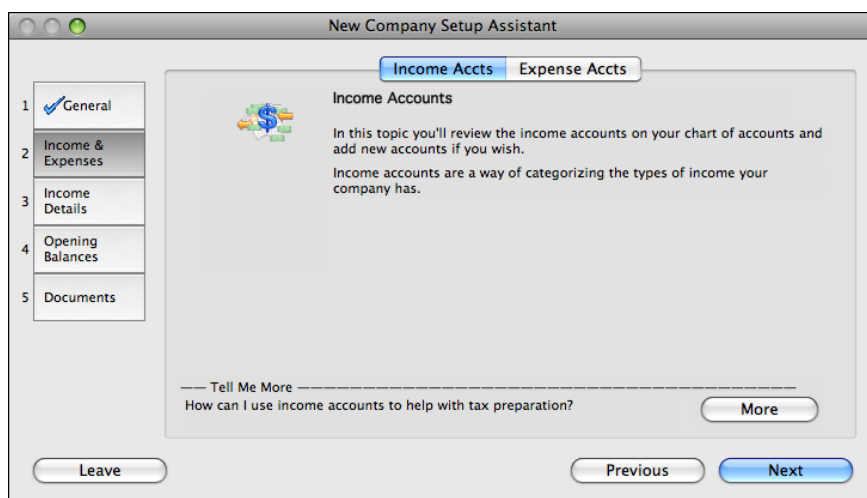 New Company Setup Assistant
Income Accts Expense Accts
1 General
2 Income &
Expenses
3 Income
Details
4 Opening
Balances
5 Documents
Income Accounts
In this topic you'll review the income accounts on your chart of accounts and
add new accounts if you wish.
Income accounts are a way of categorizing the types of income your
company has.
Tell Me More
How can I use income accounts to help with tax preparation?
More
Leave
Previous
Next